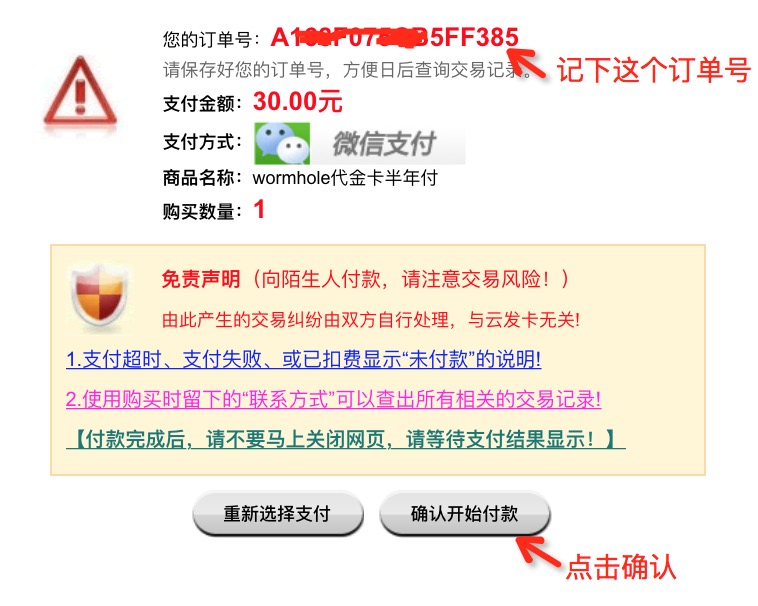 您的订单号： 5FF385
请保存好您的订单号，方便日后查询交易记录。
记下这个订单号
支付金额：30.00元
支付方式： 微信支付
商品名称：wormhole代金卡半年付
购买数量：1
免责声明（向陌生人付款，请注意交易风险！）
由此产生的交易纠纷由双方自行处理，与云发卡无关!
1.支付超时、支付失败、或已扣费显示“未付款”的说明!
2.使用购买时留下的“联系方式”可以查出所有相关的交易记录!
【付款完成后，请不要马上关闭网页，请等待支付结果显示！】
重新选择支付 确认开始付款
点击确认